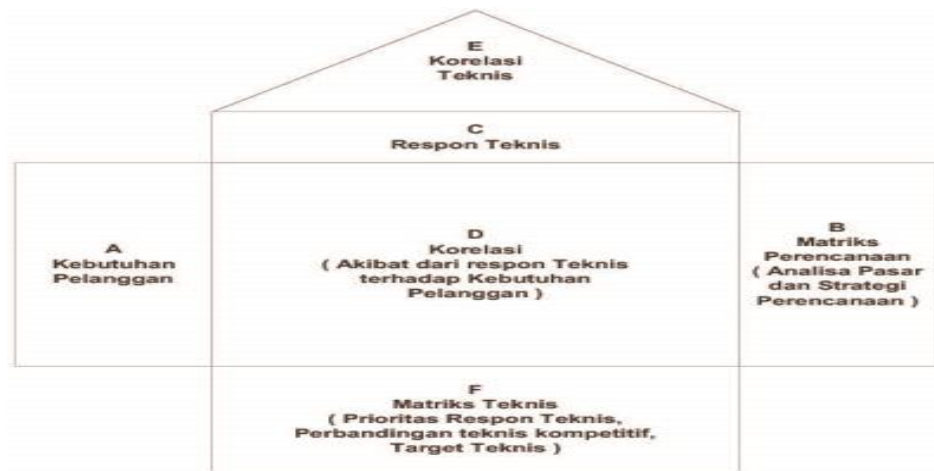 E
Korelasi
Teknis
C
Respon Teknis
A
Kebutuhan
Pelanggan
D
Korelasi
( Akibat dari respon Teknis
terhadap Kebutuhan
Pelanggan )
B
Matriks
Perencanaan
( Analisa Pasar
dan Strategi
Perencanaan )
F
Matriks Teknis
( Prioritas Respon Teknis,
Perbandingan teknis kompetitif,
Target Teknis )